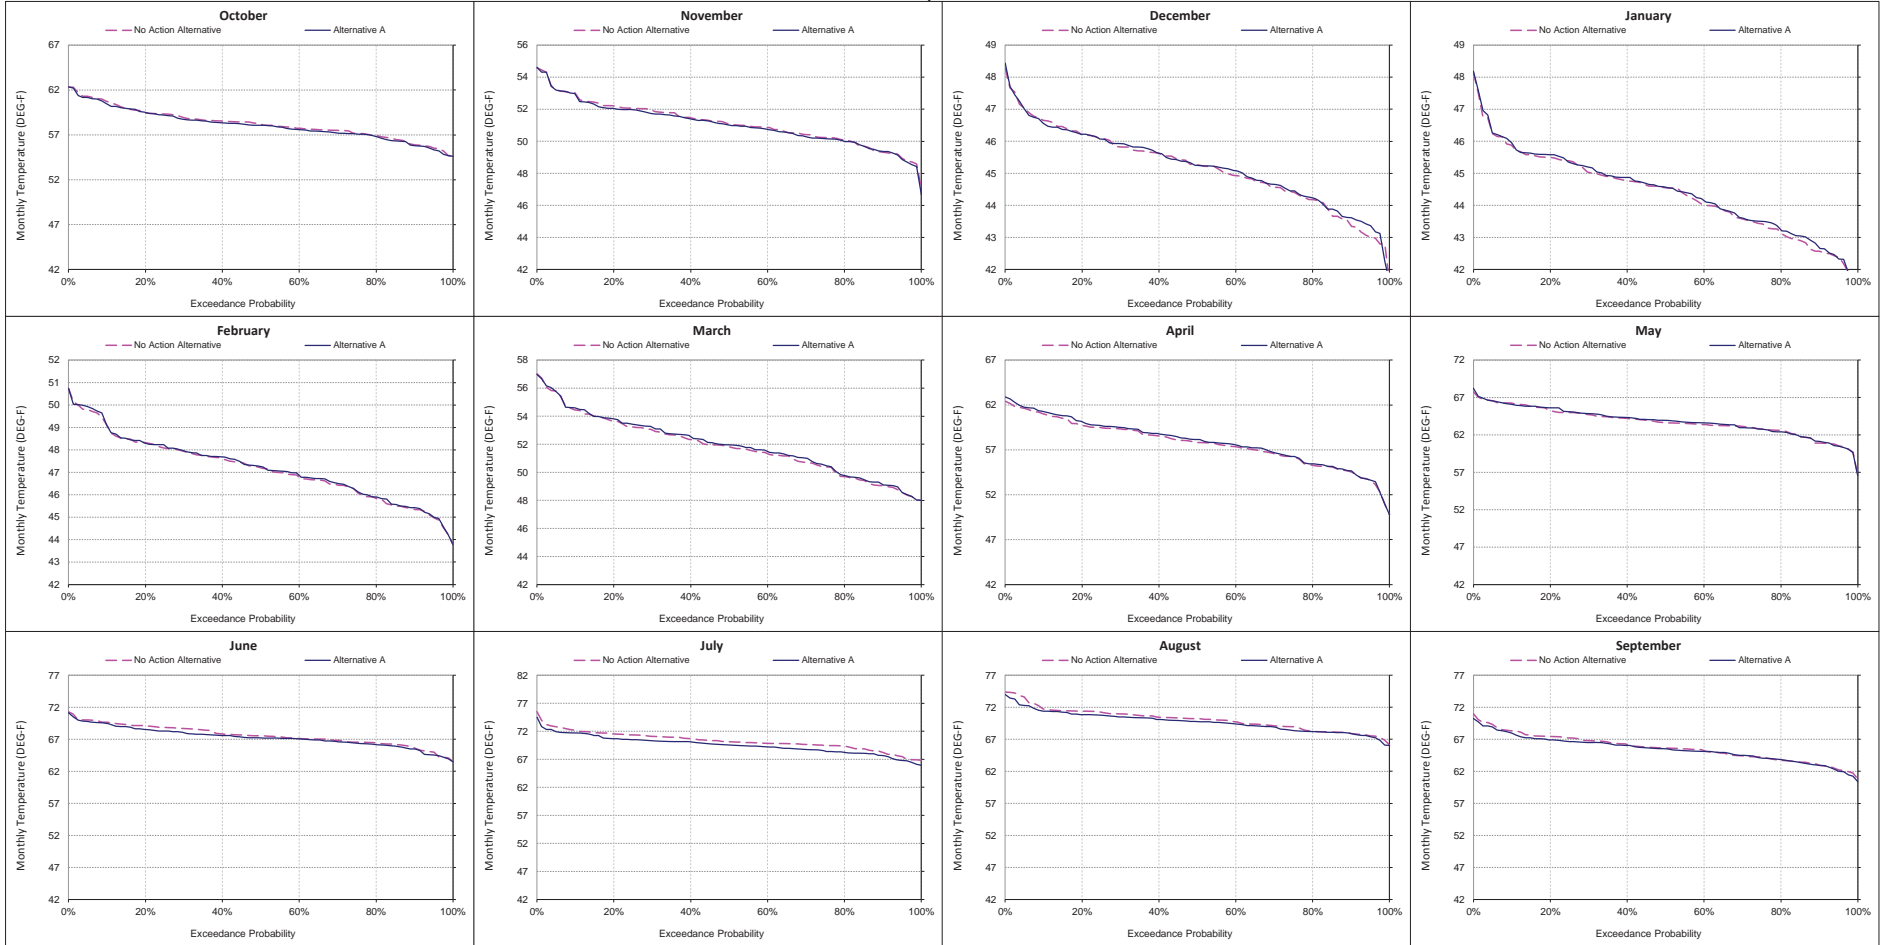 October
No Action Alternative Alternative A
Monthly Temperature (DEG-F)
67
62
57
52
47
42
0% 20% 40% 60% 80% 100%
Exceedance Probability
November
No Action Alternative Alternative A
Monthly Temperature (DEG-F)
56
54
52
50
48
46
44
42
0% 20% 40% 60% 80% 100%
Exceedance Probability
December
No Action Alternative Alternative A
Monthly Temperature (DEG-F)
49
48
47
46
45
44
43
42
0% 20% 40% 60% 80% 100%
Exceedance Probability
January
No Action Alternative Alternative A
Monthly Temperature (DEG-F)
49
48
47
46
45
44
43
42
0% 20% 40% 60% 80% 100%
Exceedance Probability
February
No Action Alternative Alternative A
Monthly Temperature (DEG-F)
52
51
50
49
48
47
46
45
44
43
42
0% 20% 40% 60% 80% 100%
Exceedance Probability
March
No Action Alternative Alternative A
Monthly Temperature (DEG-F)
58
56
54
52
50
48
46
44
42
0% 20% 40% 60% 80% 100%
Exceedance Probability
April
No Action Alternative Alternative A
Monthly Temperature (DEG-F)
67
62
57
52
47
42
0% 20% 40% 60% 80% 100%
Exceedance Probability
May
No Action Alternative Alternative A
Monthly Temperature (DEG-F)
72
67
62
57
52
47
42
0% 20% 40% 60% 80% 100%
Exceedance Probability
June
No Action Alternative Alternative A
Monthly Temperature (DEG-F)
77
72
67
62
57
52
47
42
0% 20% 40% 60% 80% 100%
Exceedance Probability
July
No Action Alternative Alternative A
Monthly Temperature (DEG-F)
82
77
72
67
62
57
52
47
42
0% 20% 40% 60% 80% 100%
Exceedance Probability
August
No Action Alternative Alternative A
Monthly Temperature (DEG-F)
77
72
67
62
57
52
47
42
0% 20% 40% 60% 80% 100%
Exceedance Probability
September
No Action Alternative Alternative A
Monthly Temperature (DEG-F)
77
72
67
62
57
52
47
42
0% 20% 40% 60% 80% 100%
Exceedance Probability